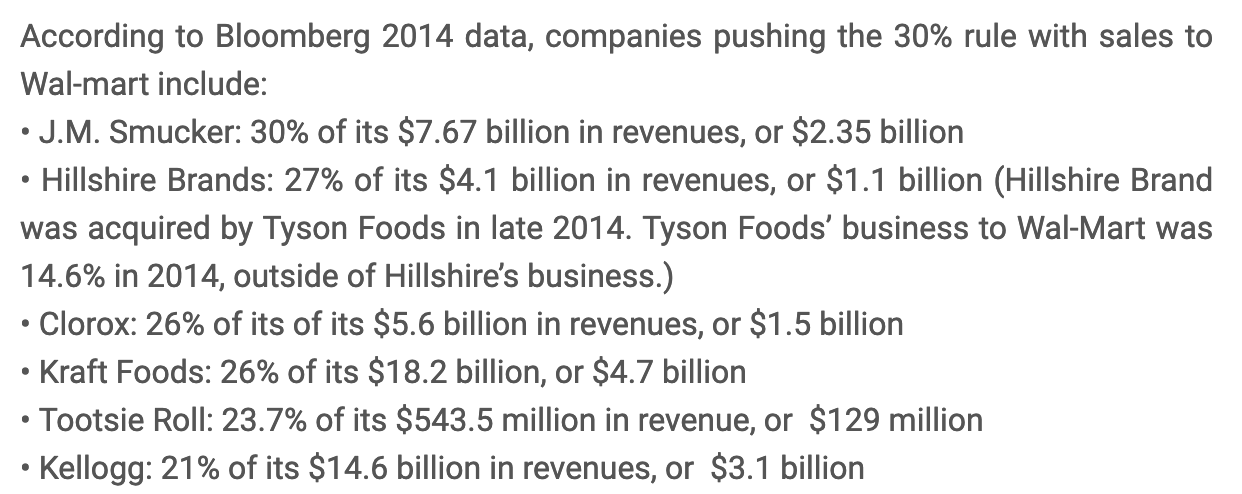 According to Bloomberg 2014 data, companies pushing the 30% rule with sales to
Wal-mart include:
• J.M. Smucker: 30% of its $7.67 billion in revenues, or $2.35 billion
• Hillshire Brands: 27% of its $4.1 billion in revenues, or $1.1 billion (Hillshire Brand
was acquired by Tyson Foods in late 2014. Tyson Foods’ business to Wal-Mart was
14.6% in 2014, outside of Hillshire’s business.)
• Clorox: 26% of its of its $5.6 billion in revenues, or $1.5 billion
• Kraft Foods: 26% of its $18.2 billion, or $4.7 billion
• Tootsie Roll: 23.7% of its $543.5 million in revenue, or  $129 million
• Kellogg: 21% of its $14.6 billion in revenues, or  $3.1 billion